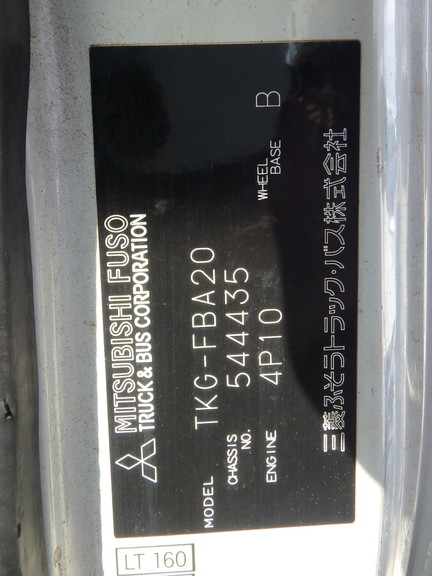 MITSUBISHI FUSO
TRUCK & BUS CORPORATION
MODEL TKG-FBA20
CHASSIS NO. 544435
ENGINE 4P10 WHEEL BASE B
三菱ふそうトラック・バス株式会社
LT 160